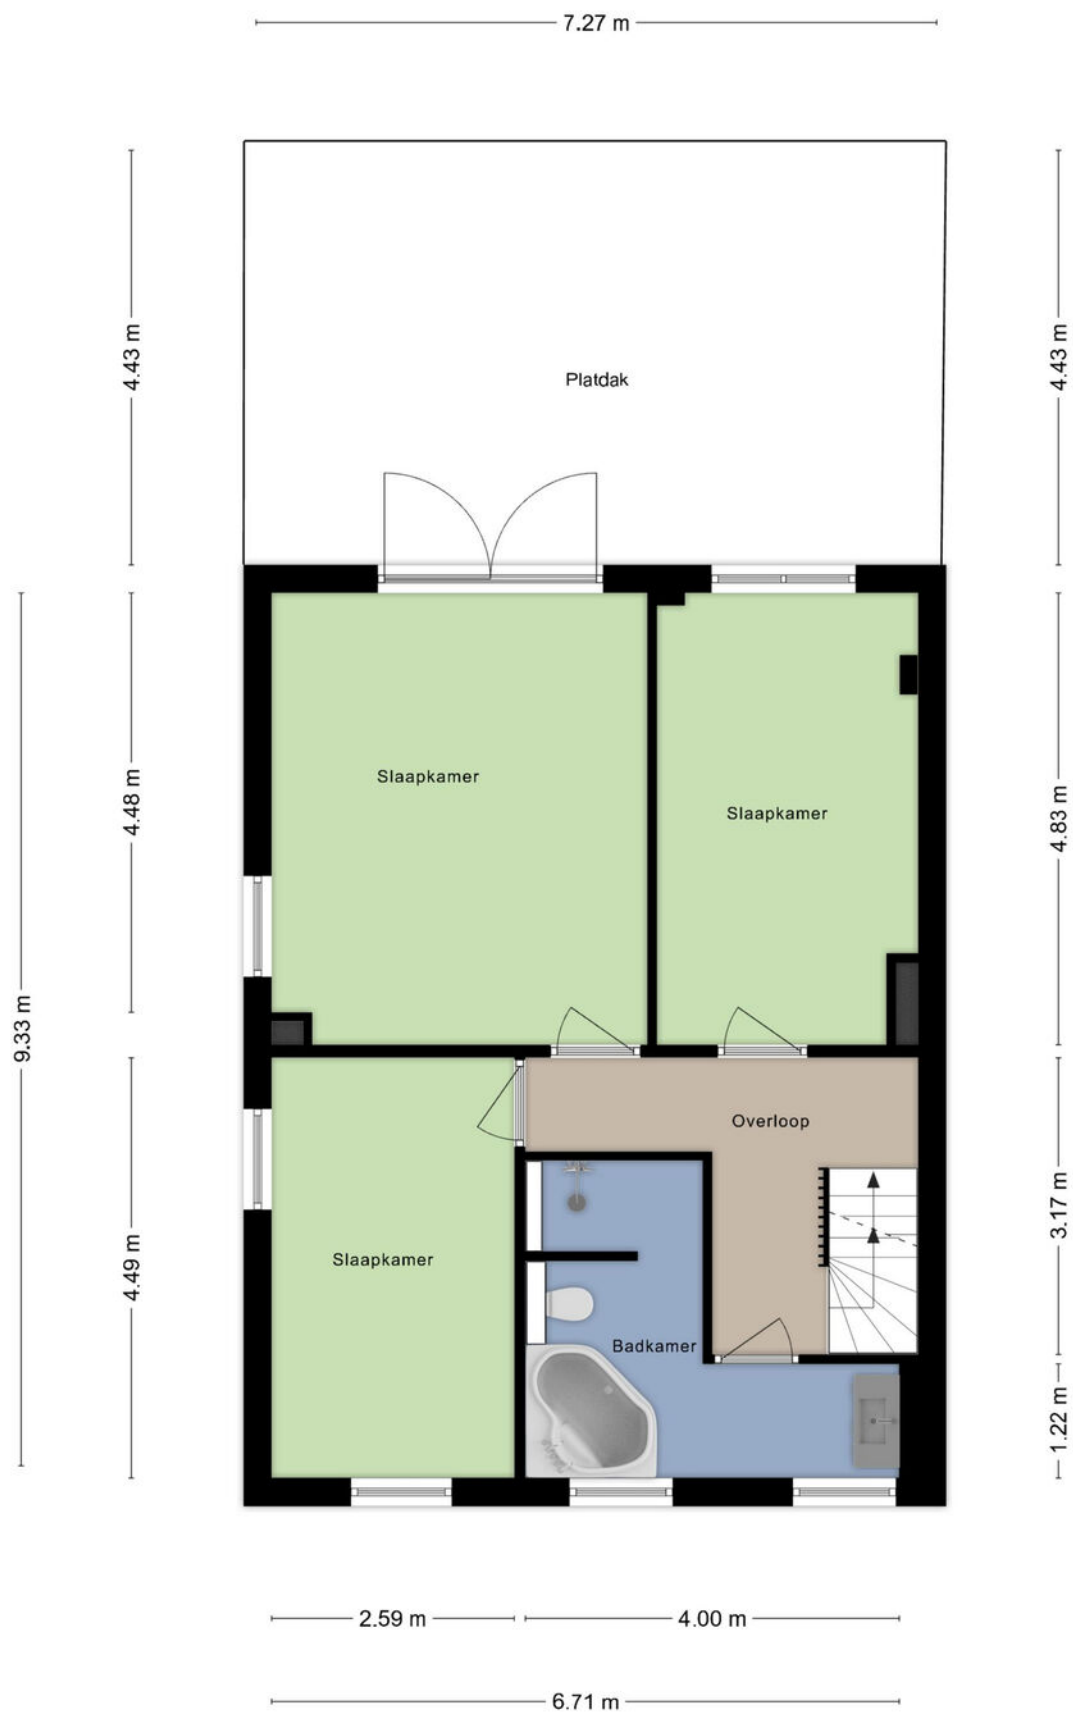 7.27 m
4.43 m
4.43 m
Platdak
Slaapkamer
Slaapkamer
4.48 m
4.83 m
9.33 m
Overloop
3.17 m
Slaapkamer
4.49 m
Badkamer
1.22 m
2.59 m
4.00 m
6.71 m